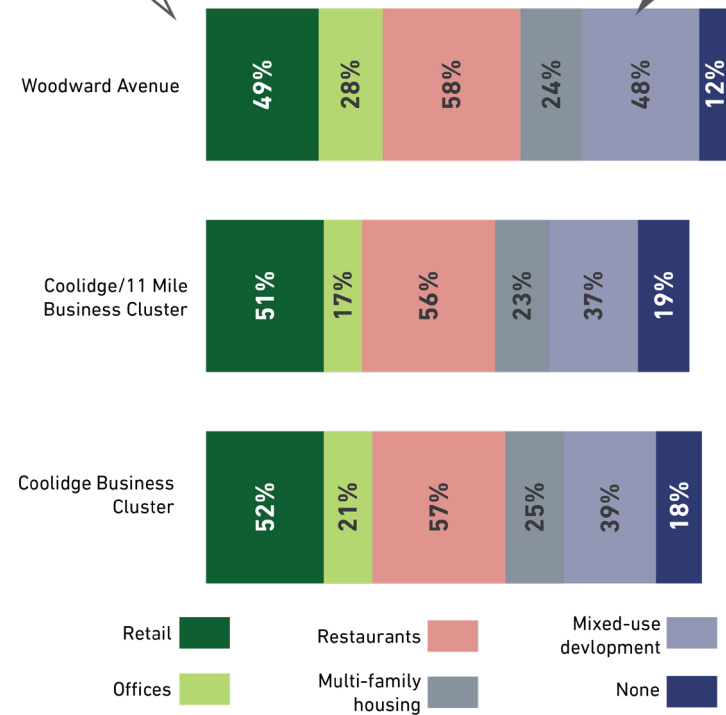 Woodward Avenue
49%
28%
58%
24%
48%
12%
Coolidge/11 Mile
Business Cluster
51%
17%
56%
23%
37%
19%
Coolidge Business
Cluster
52%
21%
57%
25%
39%
18%
Retail
Restaurants
Mixed-use
devlopment
Offices
Multi-family
housing
None